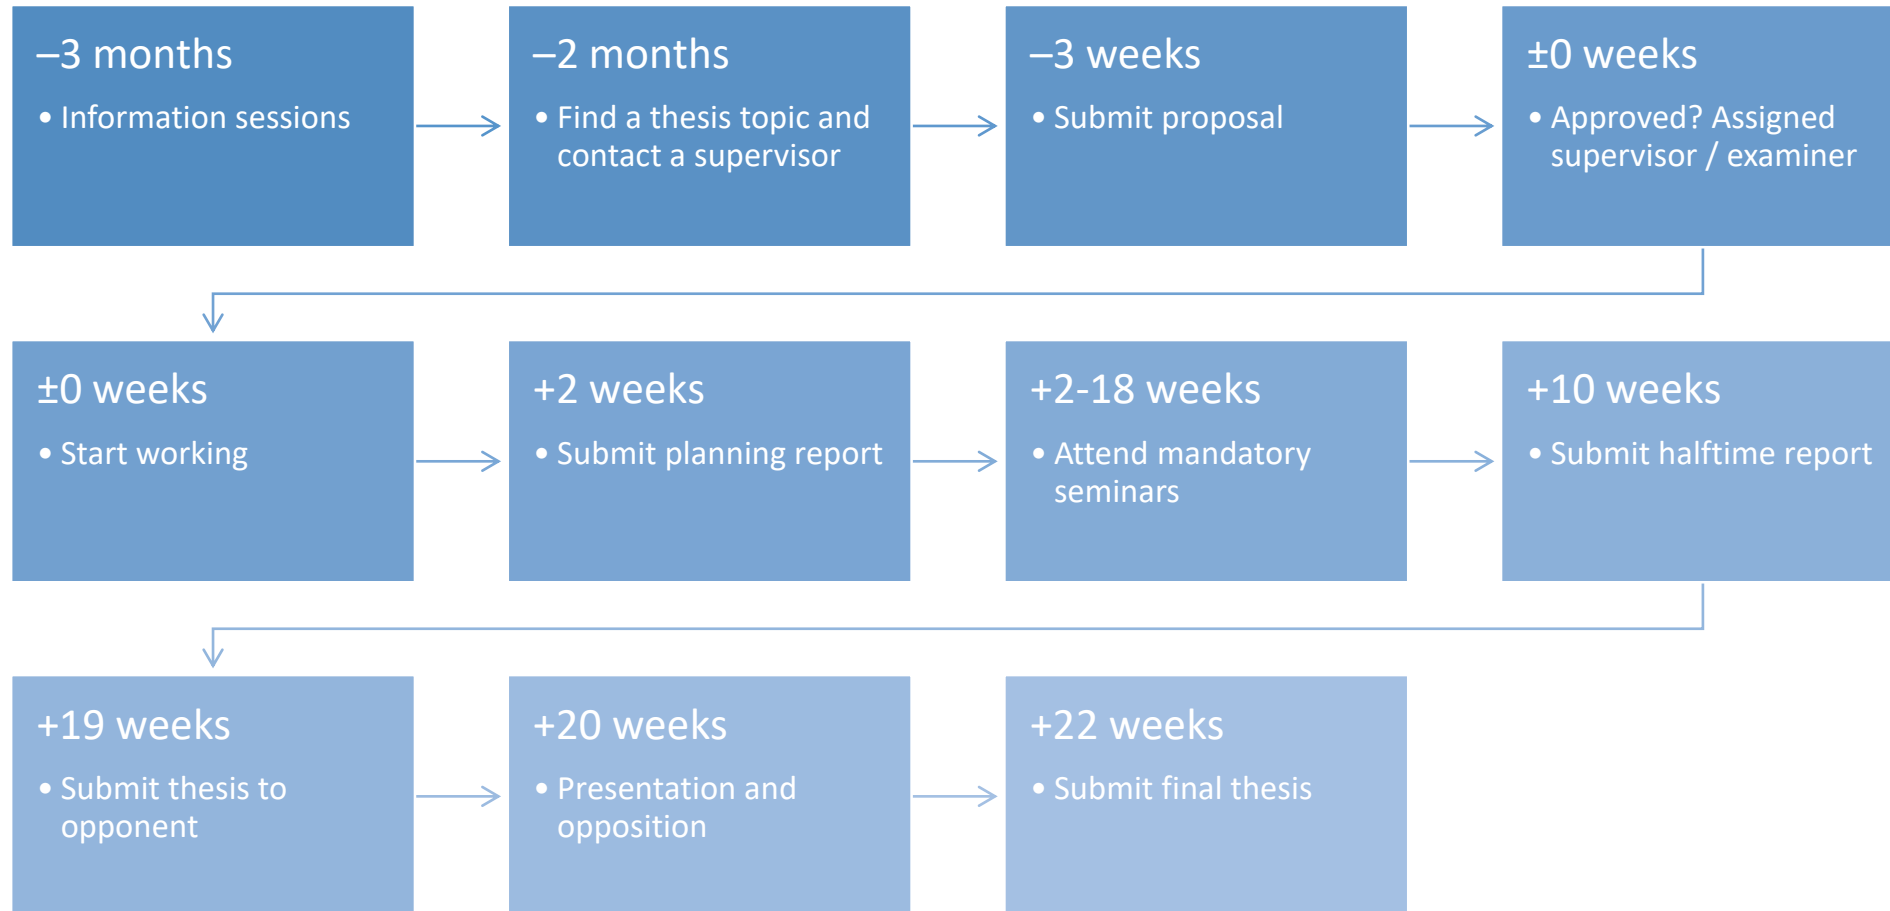 –3 months
• Information sessions
–2 months
• Find a thesis topic and
contact a supervisor
–3 weeks
• Submit proposal
±0 weeks
• Approved? Assigned
supervisor / examiner
±0 weeks
• Start working
+2 weeks
• Submit planning report
+2-18 weeks
• Attend mandatory
seminars
+10 weeks
• Submit halftime report
+19 weeks
• Submit thesis to
opponent
+20 weeks
• Presentation and
opposition
+22 weeks
• Submit final thesis